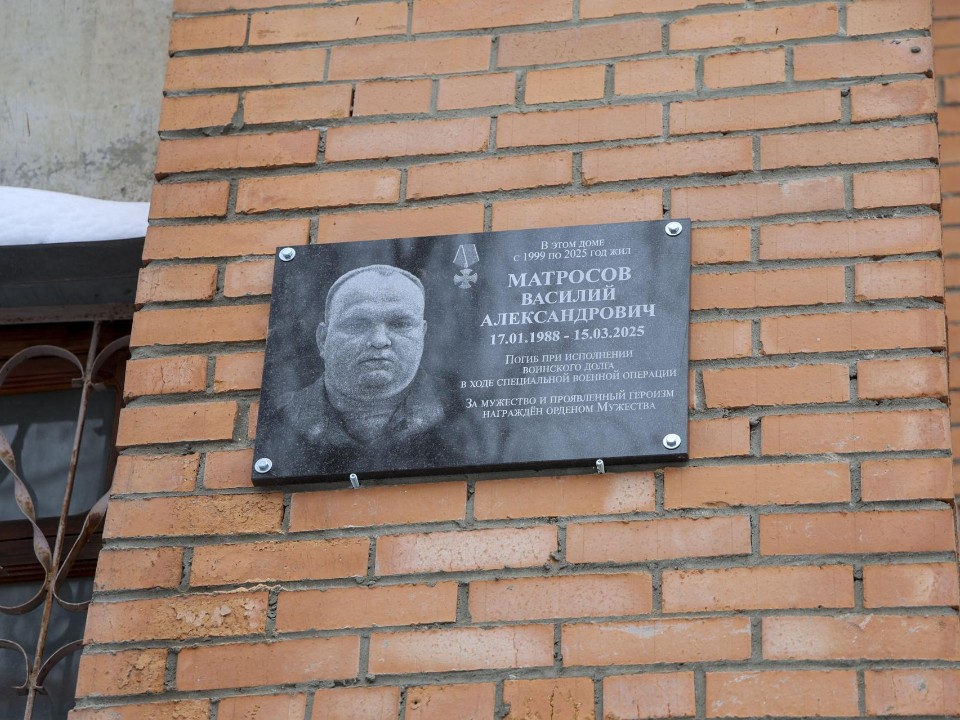 В этом доме
с 1999 по 2025 год жил
МАТРОСОВ
ВАСИЛИЙ
АЛЕКСАНДРОВИЧ
17.01.1988 - 15.03.2025
Погиб при исполнении
воинского долга
в ходе специальной военной операции
За мужество и проявленный героизм
награждён орденом Мужества